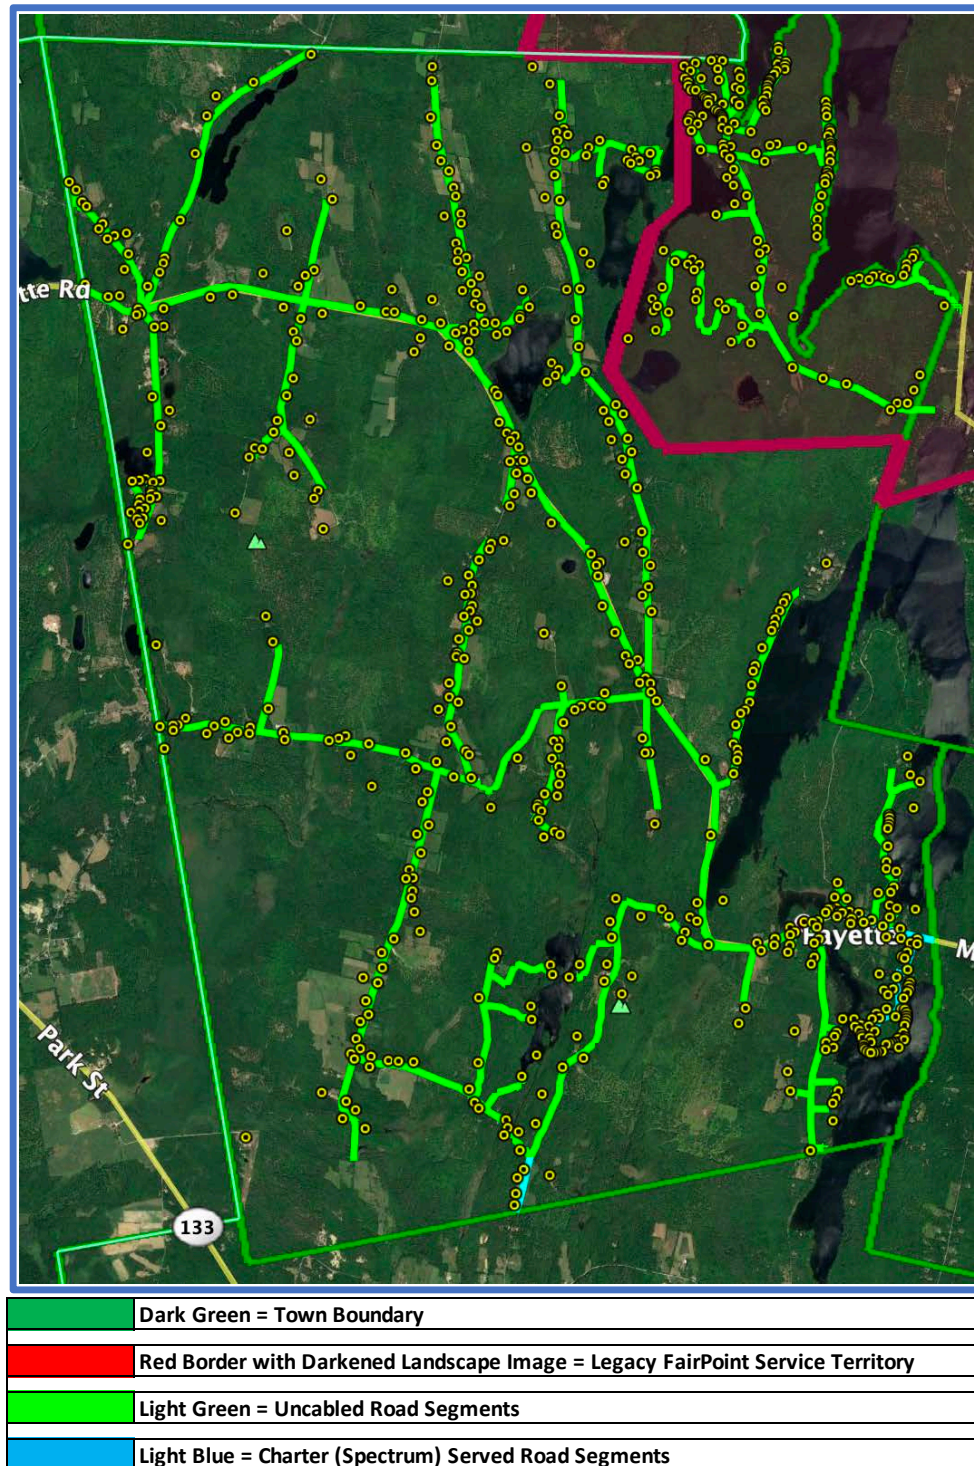 tte Rd
Fayette
M
Park St
133
Dark Green = Town Boundary
Red Border with Darkened Landscape Image = Legacy FairPoint Service Territory
Light Green = Uncabled Road Segments
Light Blue = Charter (Spectrum) Served Road Segments